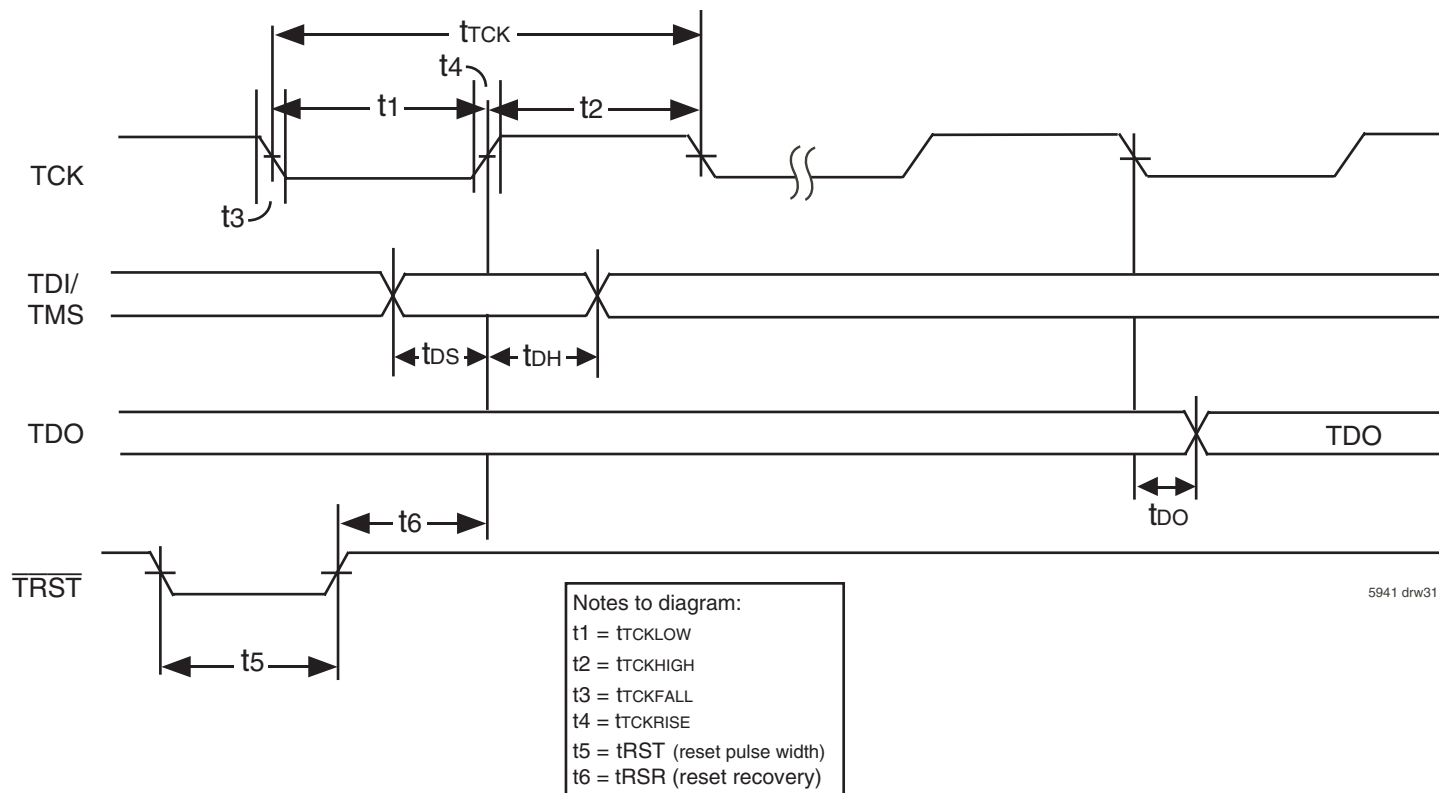 tTCK
t4
t1
t2
TCK
t3
TDI/
TMS
tDS
tDH
TDO
TDO
tDO
t6
TRST
5941 drw31
t5
Notes to diagram:
t1 = tTCKLOW
t2 = tTCKHIGH
t3 = tTCKFALL
t4 = tTCKRISE
t5 = tRST (reset pulse width)
t6 = tRSR (reset recovery)